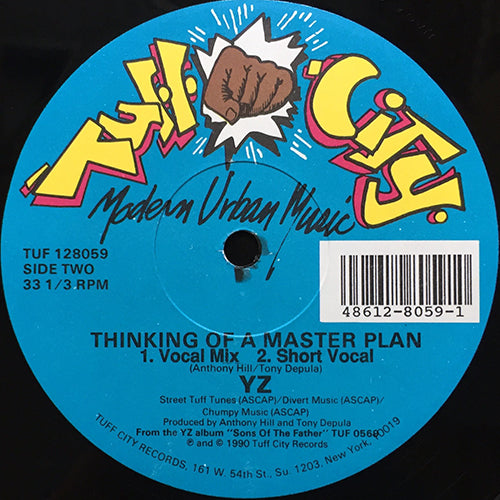 Tuff City
Modern Urban Music
TUF 128059
SIDE TWO
33 1/3 RPM
48612-8059-1
THINKING OF A MASTER PLAN
1. Vocal Mix 2. Short Vocal
(Anthony Hill/Tony Depula)
YZ
Street Tuff Tunes (ASCAP)/Divert Music (ASCAP)/
Chumpy Music (ASCAP)
Produced by Anthony Hill and Tony Depula
From the YZ album "Sons Of The Father" TUF 0560
℗ and © 1990 Tuff City Records
TUFF CITY RECORDS, 161 W. 54th St., Su. 1203, New York, 10019